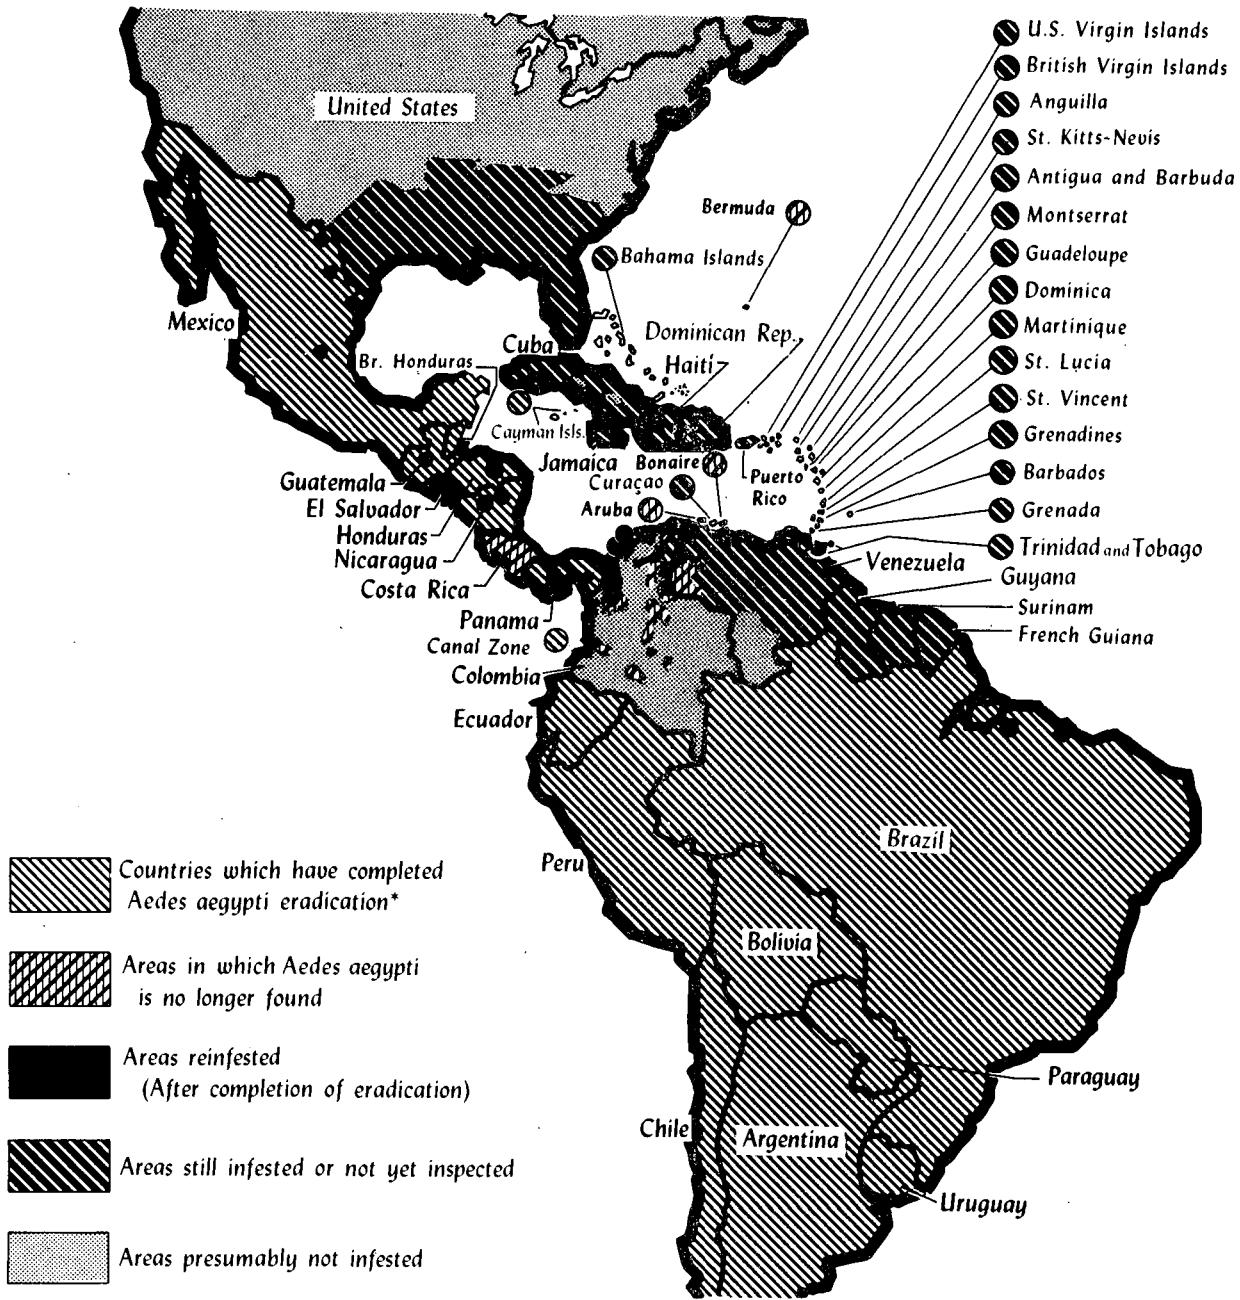 United States
U.S. Virgin Islands
British Virgin Islands
Anguilla
St. Kitts-Nevis
Antigua and Barbuda
Montserrat
Guadeloupe
Dominica
Martinique
St. Lucia
St. Vincent
Grenadines
Barbados
Grenada
Trinidad and Tobago
Bermuda
Bahama Islands
Mexico
Cuba
Dominican Rep.
Haití
Br. Honduras
Cayman Isls.
Jamaica
Bonaire
Curaçao
Aruba
Puerto
Rico
Guatemala
El Salvador
Honduras
Nicaragua
Costa Rica
Panama
Canal Zone
Colombia
Ecuador
Venezuela
Guyana
Surinam
French Guiana
Brazil
Peru
Bolivia
Paraguay
Chile
Argentina
Uruguay
Countries which have completed
Aedes aegypti eradication*
Areas in which Aedes aegypti
is no longer found
Areas reinfested
(After completion of eradication)
Areas still infested or not yet inspected
Areas presumably not infested